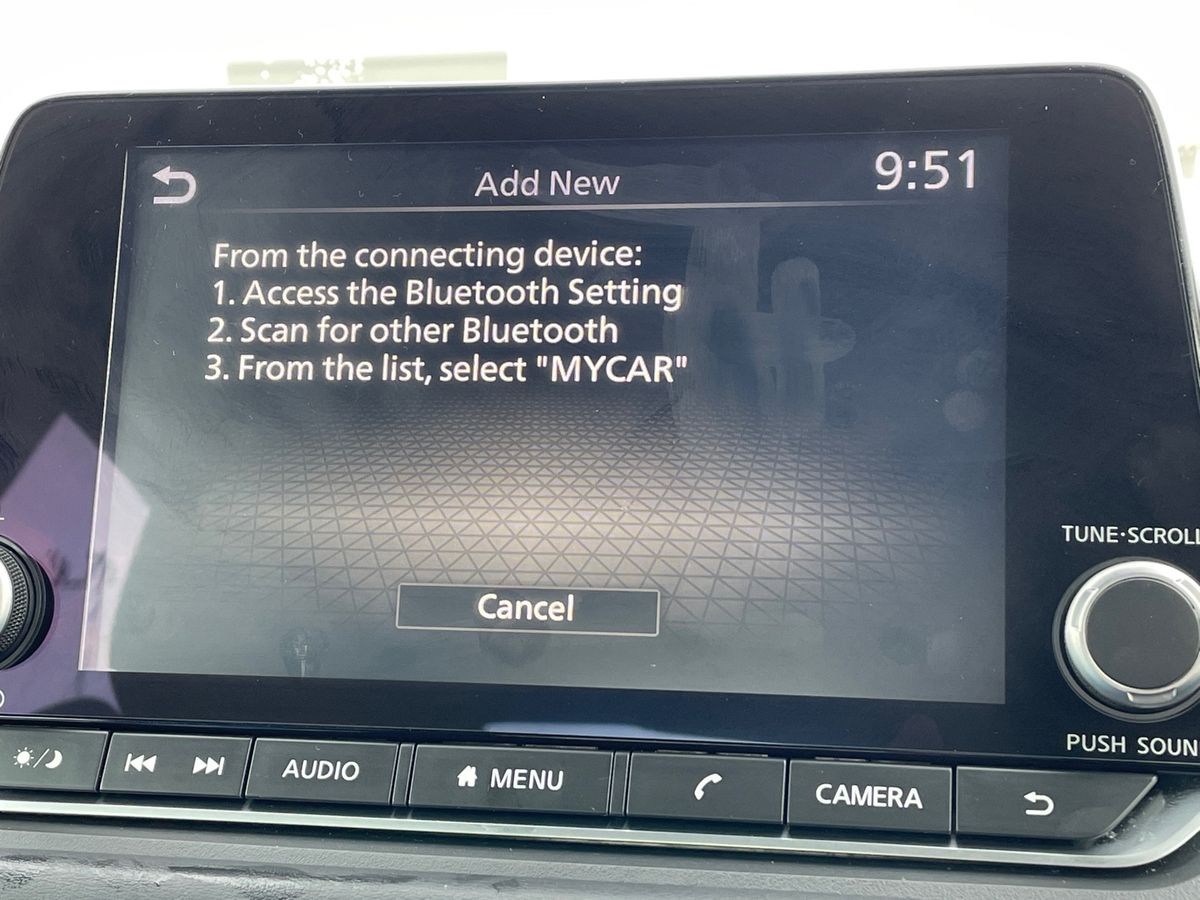 Add New
9:51
From the connecting device:
1. Access the Bluetooth Setting
2. Scan for other Bluetooth
3. From the list, select "MYCAR"
Cancel
TUNE·SCROLL
PUSH SOUN
AUDIO
MENU
CAMERA